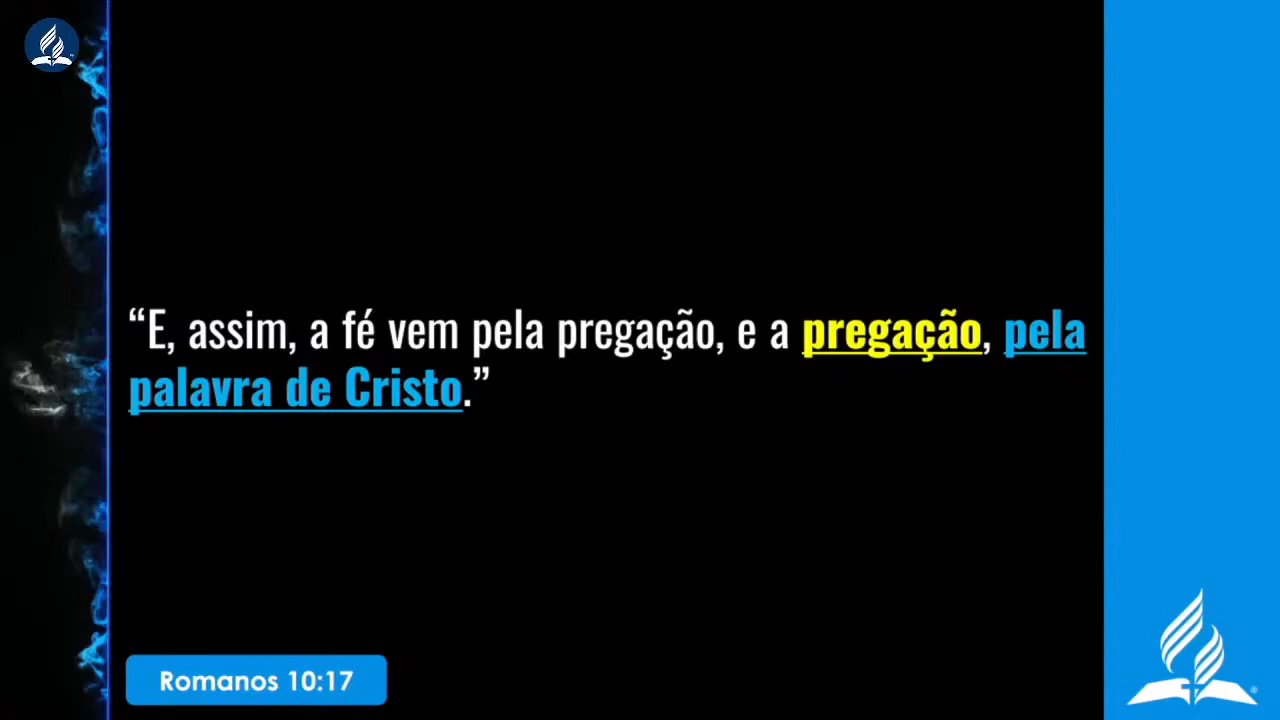 “E, assim, a fé vem pela pregação, e a pregação, pela
palavra de Cristo.”
Romanos 10:17